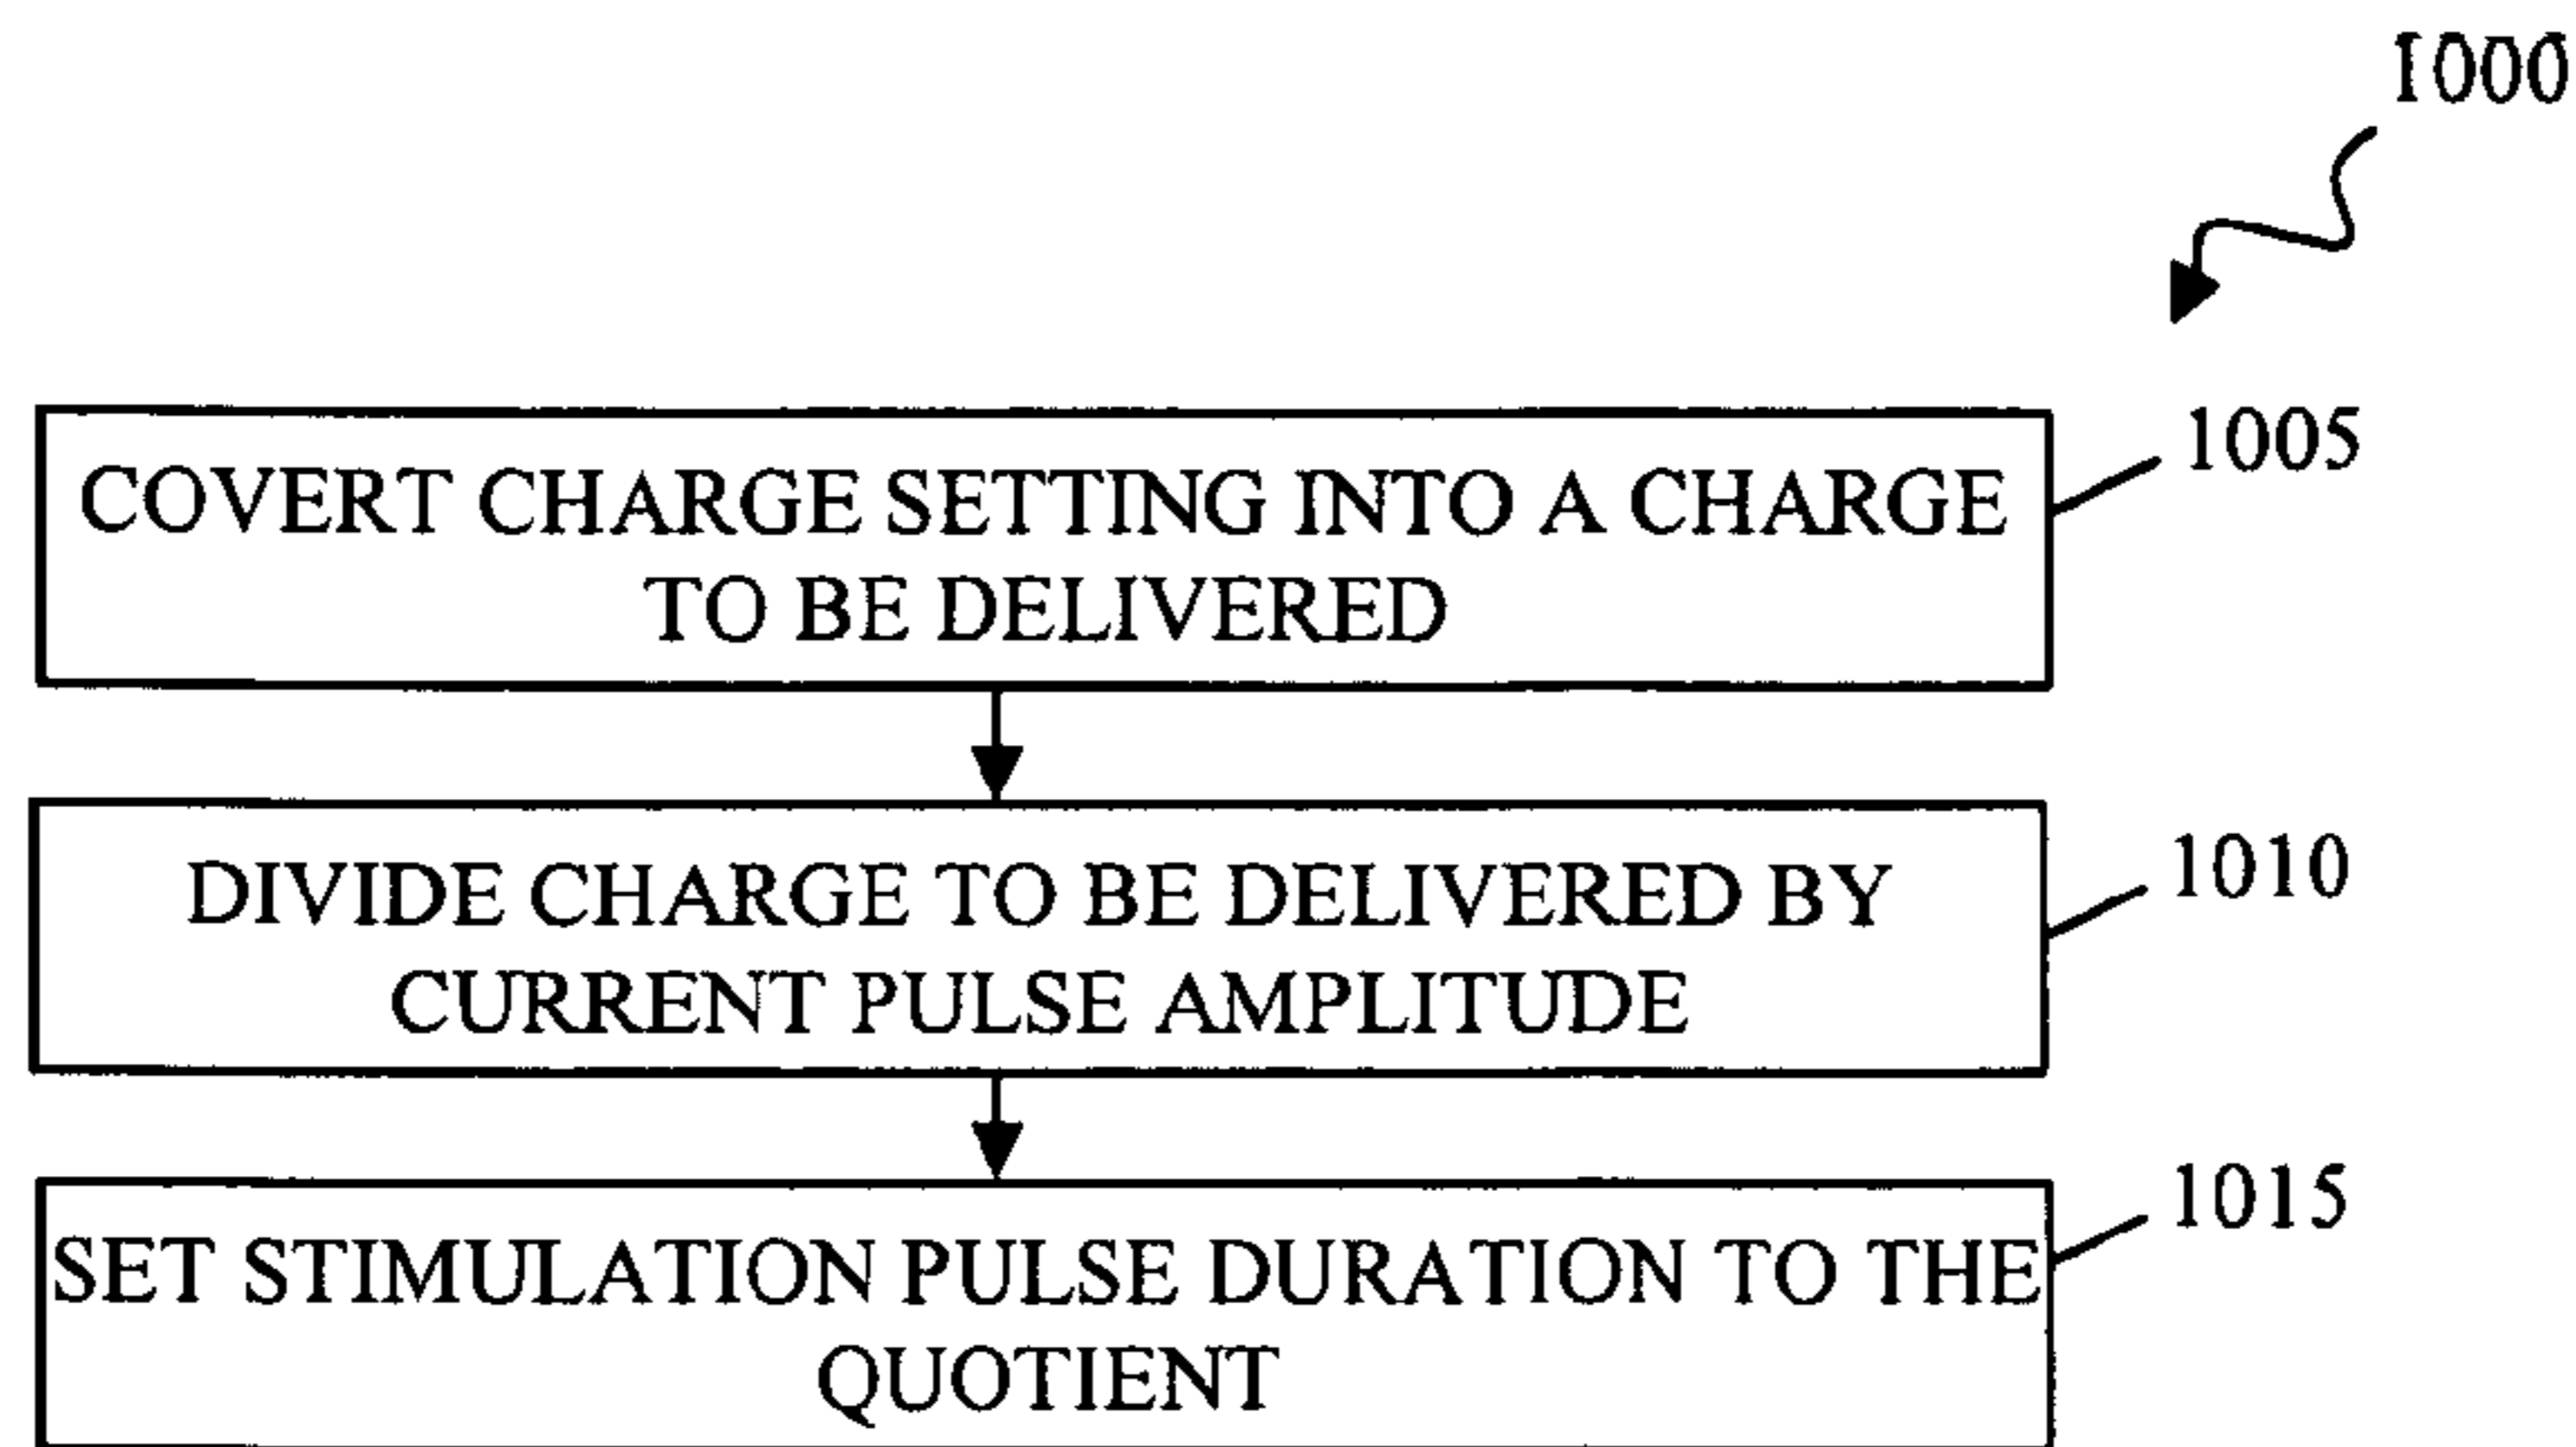 1000
COVERT CHARGE SETTING INTO A CHARGE
TO BE DELIVERED
1005
DIVIDE CHARGE TO BE DELIVERED BY
CURRENT PULSE AMPLITUDE
1010
SET STIMULATION PULSE DURATION TO THE
QUOTIENT
1015